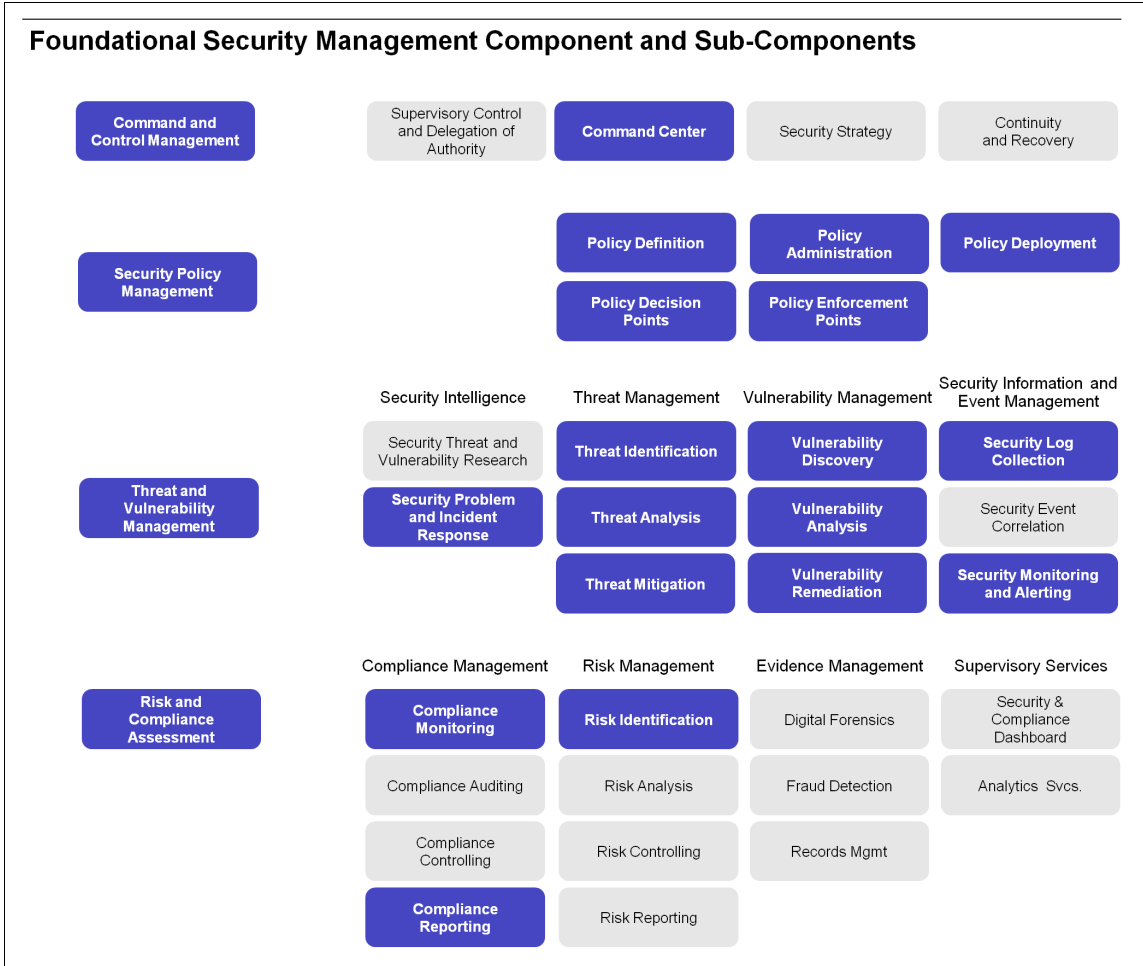 Foundational Security Management Component and Sub-Components
Command and
Control Management
Supervisory Control
and Delegation of
Authority
Command Center
Security Strategy
Continuity
and Recovery
Security Policy
Management
Policy Definition
Policy
Administration
Policy Deployment
Policy Decision
Points
Policy Enforcement
Points
Threat and
Vulnerability
Management
Security Intelligence
Threat Management
Vulnerability Management
Security Information and
Event Management
Security Threat and
Vulnerability Research
Threat Identification
Vulnerability
Discovery
Security Log
Collection
Security Problem
and Incident
Response
Threat Analysis
Vulnerability
Analysis
Security Event
Correlation
Threat Mitigation
Vulnerability
Remediation
Security Monitoring
and Alerting
Risk and
Compliance
Assessment
Compliance Management
Risk Management
Evidence Management
Supervisory Services
Compliance
Monitoring
Risk Identification
Digital Forensics
Security &
Compliance
Dashboard
Compliance Auditing
Risk Analysis
Fraud Detection
Analytics Svcs.
Compliance
Controlling
Risk Controlling
Records Mgmt
Compliance
Reporting
Risk Reporting